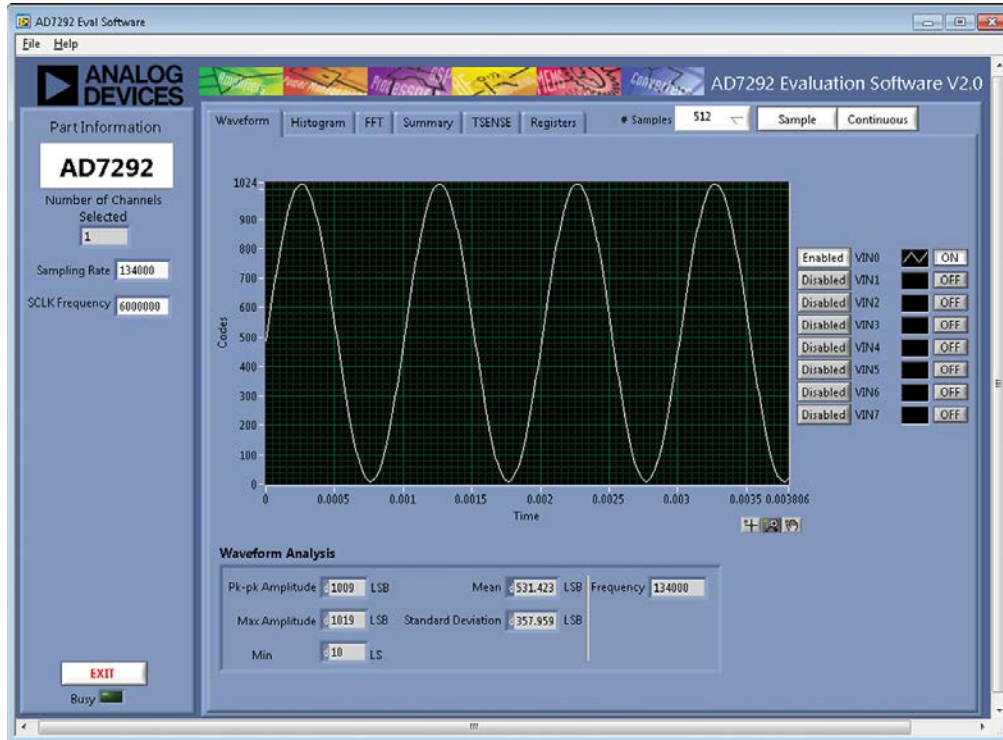 AD7292 Eval Software
File Help
ANALOG
DEVICES
AD7292 Evaluation Software V2.0
Part Information
AD7292
Number of Channels
Selected
1
Sampling Rate 134000
SCLK Frequency 6000000
EXIT
Busy
Waveform Histogram FFT Summary TSENSE Registers # Samples 512 Sample Continuous
Codes
1024
900
800
700
600
500
400
300
200
100
0
0 0.0005 0.001 0.0015 0.002 0.0025 0.003 0.0035 0.003806
Time
Enabled VIN0 ON
Disabled VIN1 OFF
Disabled VIN2 OFF
Disabled VIN3 OFF
Disabled VIN4 OFF
Disabled VIN5 OFF
Disabled VIN6 OFF
Disabled VIN7 OFF
Waveform Analysis
Pk-pk Amplitude 1009 LSB Mean 531.423 LSB Frequency 134000
Max Amplitude 1019 LSB Standard Deviation 357.959 LSB
Min 10 LS